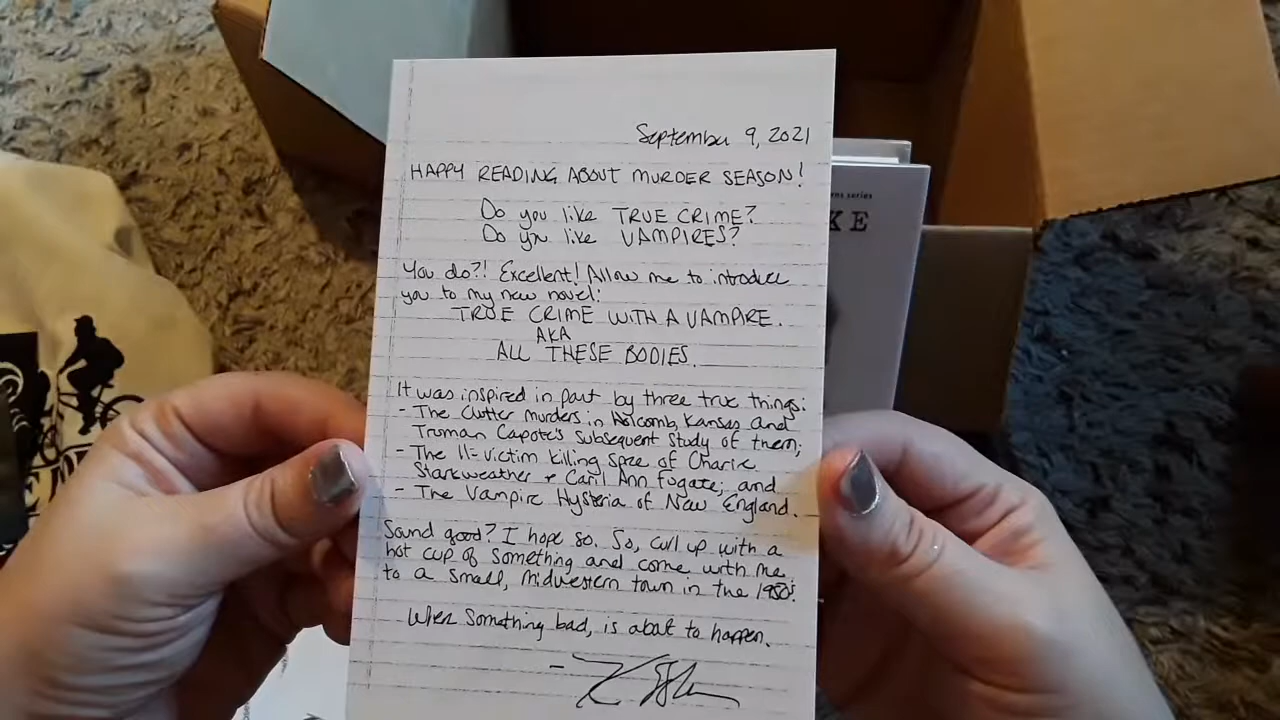 September 9, 2021
HAPPY READING ABOUT MURDER SEASON!
Do you like TRUE CRIME?
Do you like VAMPIRES?
You do?! Excellent! Allow me to introduce
you to my new novel:
TRUE CRIME WITH A VAMPIRE.
AKA
ALL THESE BODIES.
It was inspired in part by three true things:
- The Clutter murders in Holcomb, Kansas and
Truman Capote's subsequent study of them;
- The 11-victim killing spree of Charlie
Starkweather + Caril Ann Fugate; and
- The Vampire Hysteria of New England.
Sound good? I hope so. So, curl up with a
hot cup of something and come with me
to a small, midwestern town in the 1950s.
When something bad, is about to happen.
ens series
KE